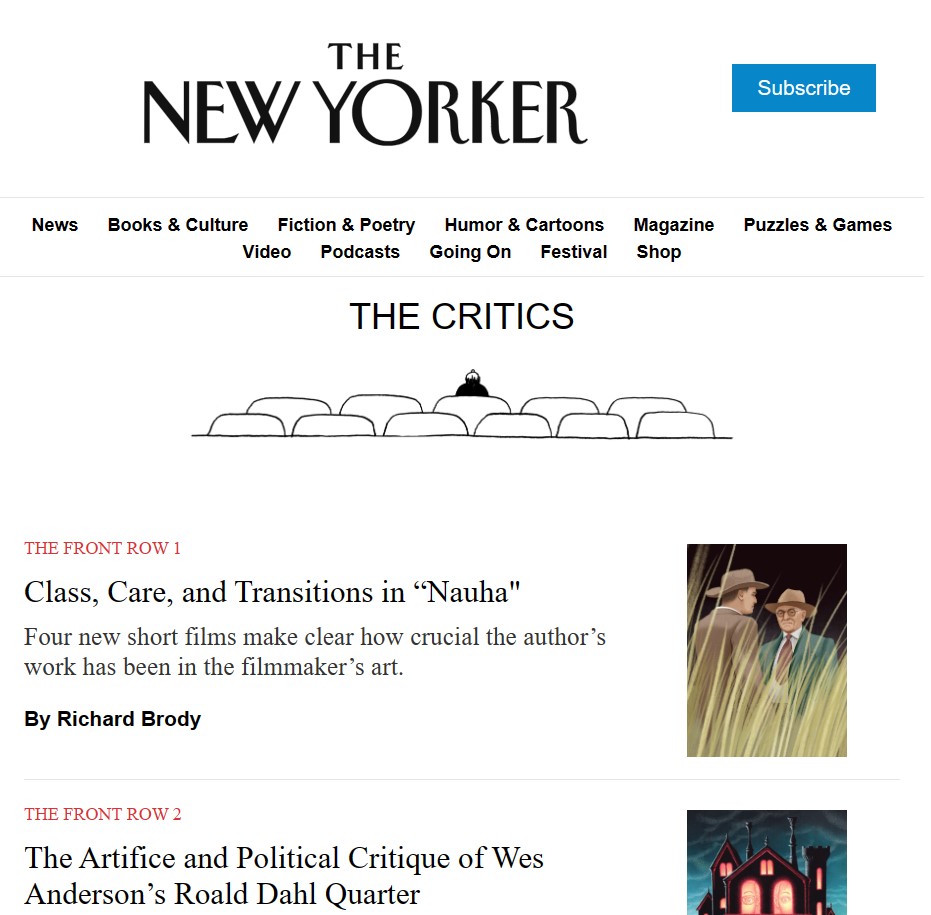 THE
NEW YORKER
Subscribe
News Books & Culture Fiction & Poetry Humor & Cartoons Magazine Puzzles & Games
Video Podcasts Going On Festival Shop
THE CRITICS
THE FRONT ROW 1
Class, Care, and Transitions in “Nauha"
Four new short films make clear how crucial the author’s
work has been in the filmmaker’s art.
By Richard Brody
THE FRONT ROW 2
The Artifice and Political Critique of Wes
Anderson’s Roald Dahl Quarter